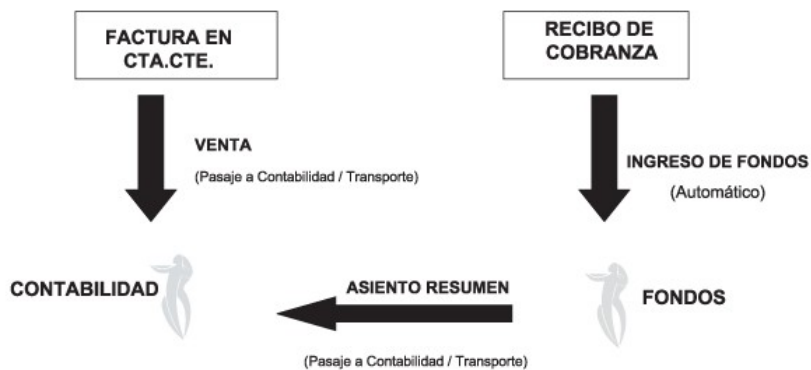 FACTURA EN
CTA.CTE.
RECIBO DE
COBRANZA
VENTA
(Pasaje a Contabilidad / Transporte)
INGRESO DE FONDOS
(Automático)
CONTABILIDAD
ASIENTO RESUMEN
FONDOS
(Pasaje a Contabilidad / Transporte)